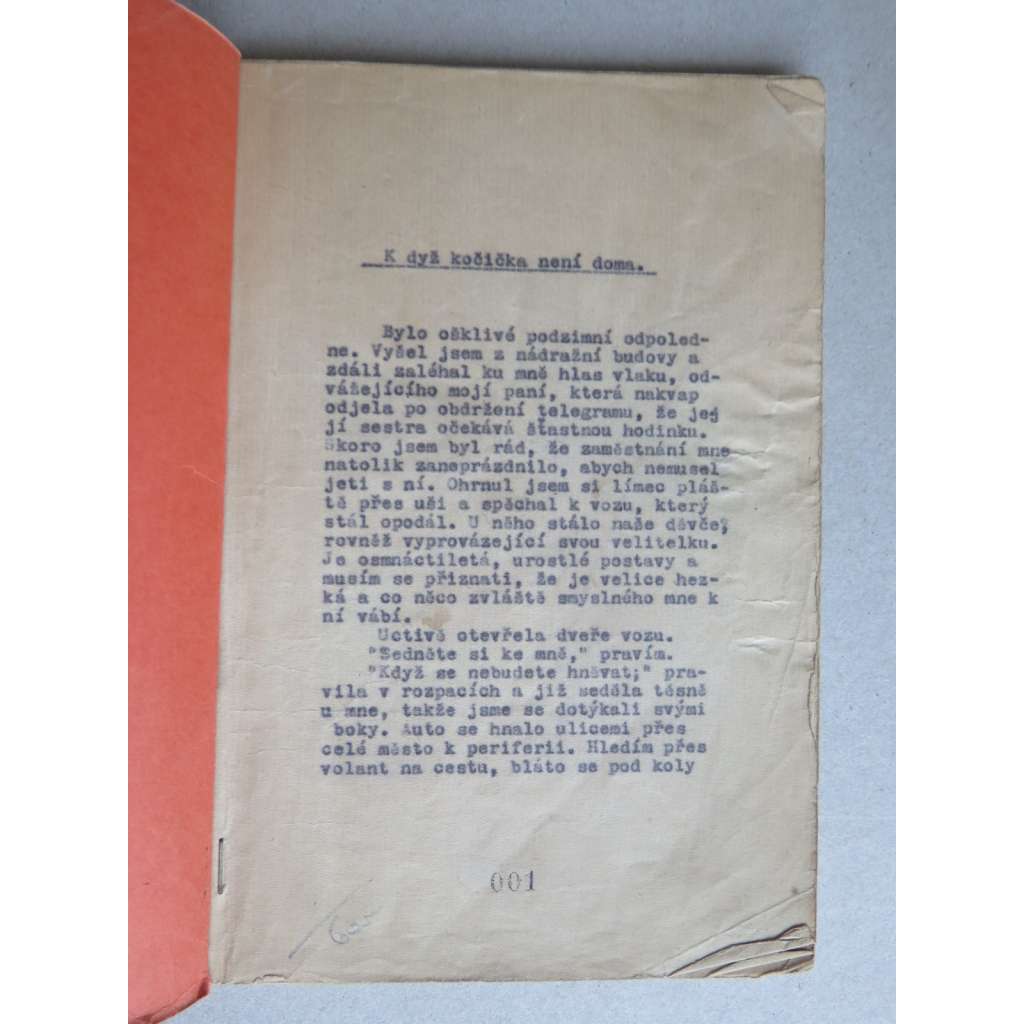 K dyž kočička není doma.
Bylo ošklivé podzimní odpoled-
ne. Vyšel jsem z nádražní budovy a
zdáli zaléhal ku mně hlas vlaku, od-
vážejícího mojí paní, která nakvap
odjela po obdržení telegramu, že jej
jí sestra očekává šťastnou hodinku.
Skoro jsem byl rád, že zaměstnání mne
natolik zaneprázdnilo, abych nemusel
jeti s ní. Ohrnul jsem si límec pláš-
tě přes uši a spěchal k vozu, který
stál opodál. U něho stálo naše děvče,
rovněž vyprovázející svou velitelku.
Je osmnáctiletá, urostlé postavy a
musím se přiznati, že je velice hez-
ká a co něco zvláště smyslného mne k
ní vábí.
Uctivě otevřela dveře vozu.
"Sedněte si ke mně," pravím.
"Když se nebudete hněvat;" pra-
vila v rozpacích a již seděla těsně
u mne, takže jsme se dotýkali svými
boky. Auto se hnalo ulicemi přes
celé město k periferii. Hledím přes
volant na cestu, bláto se pod koly
001